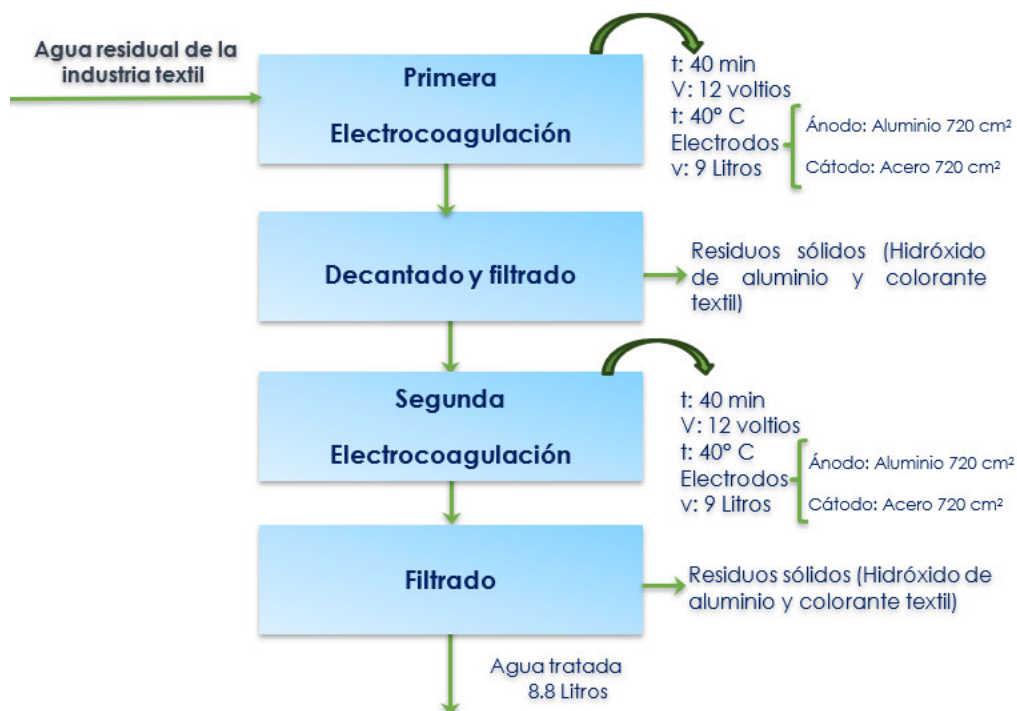 Agua residual de la
industria textil
Primera
Electrocoagulación
t: 40 min
V: 12 voltios
t: 40° C
Electrodos
v: 9 Litros
Ánodo: Aluminio 720 cm²
Cátodo: Acero 720 cm²
Decantado y filtrado
Residuos sólidos (Hidróxido
de aluminio y colorante
textil)
Segunda
Electrocoagulación
t: 40 min
V: 12 voltios
t: 40° C
Electrodos
v: 9 Litros
Ánodo: Aluminio 720 cm²
Cátodo: Acero 720 cm²
Filtrado
Residuos sólidos (Hidróxido de
aluminio y colorante textil)
Agua tratada
8.8 Litros